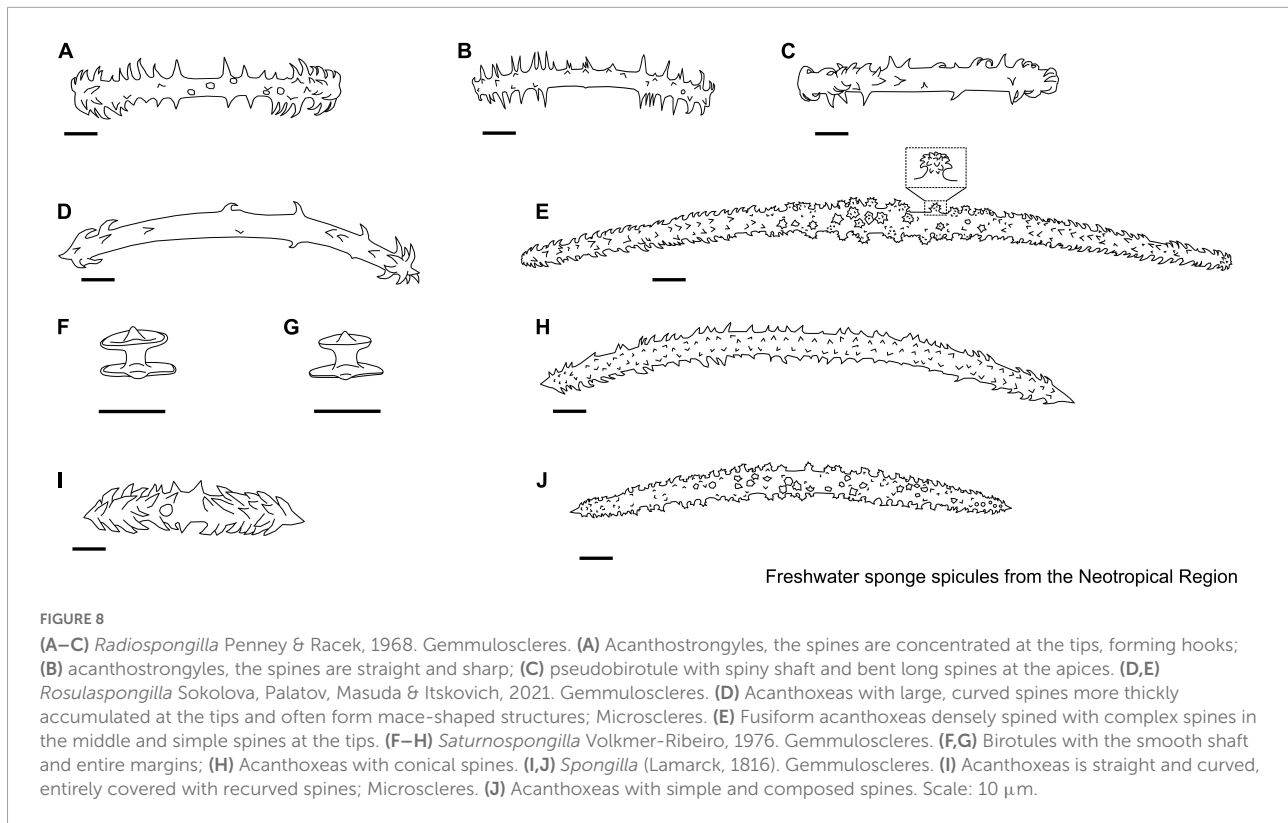 A
B
C
D
E
F
G
H
I
J
Freshwater sponge spicules from the Neotropical Region
FIGURE 8
(A–C) Radiospongilla Penney & Racek, 1968. Gemmuloscleres. (A) Acanthostrongyles, the spines are concentrated at the tips, forming hooks;
(B) acanthostrongyles, the spines are straight and sharp; (C) pseudobirotule with spiny shaft and bent long spines at the apices. (D,E)
Rosulaspongilla Sokolova, Palatov, Masuda & Itskovich, 2021. Gemmuloscleres. (D) Acanthoxeas with large, curved spines more thickly
accumulated at the tips and often form mace-shaped structures; Microscleres. (E) Fusiform acanthoxeas densely spined with complex spines in
the middle and simple spines at the tips. (F–H) Saturnospongilla Volkmer-Ribeiro, 1976. Gemmuloscleres. (F,G) Birotules with the smooth shaft
and entire margins; (H) Acanthoxeas with conical spines. (I,J) Spongilla (Lamarck, 1816). Gemmuloscleres. (I) Acanthoxeas is straight and curved,
entirely covered with recurved spines; Microscleres. (J) Acanthoxeas with simple and composed spines. Scale: 10 μm.